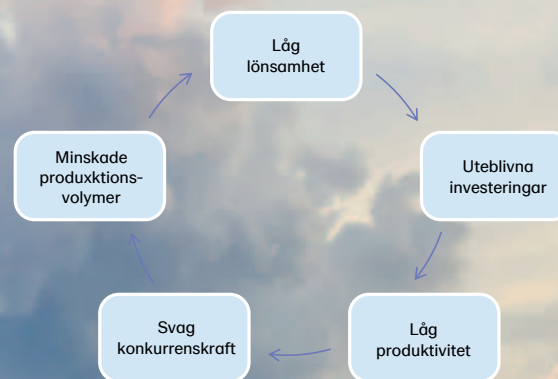 Låg
lönsamhet
Uteblivna
investeringar
Låg
produktivitet
Svag
konkurrenskraft
Minskade
produxktions-
volymer